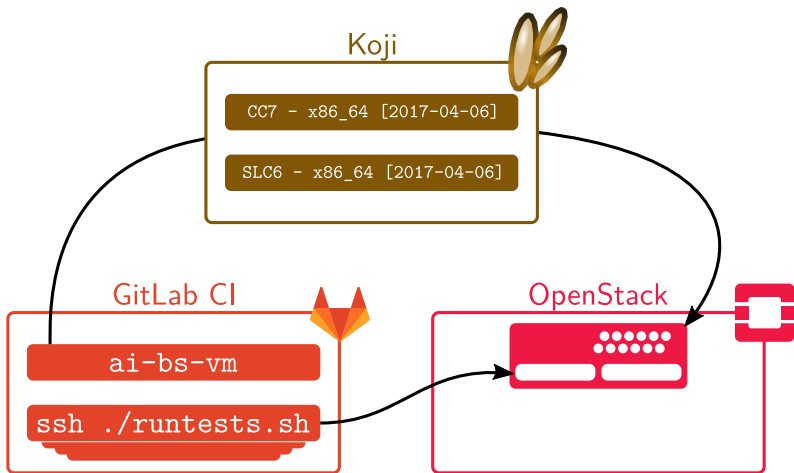 Koji
CC7 - x86_64 [2017-04-06]
SLC6 - x86_64 [2017-04-06]
GitLab CI
ai-bs-vm
ssh ./runtests.sh
OpenStack